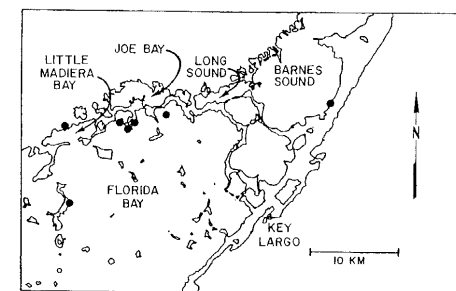 JOE BAY
LITTLE
MADIERA
BAY
LONG
SOUND
BARNES
SOUND
N
FLORIDA
BAY
KEY
LARGO
10 KM